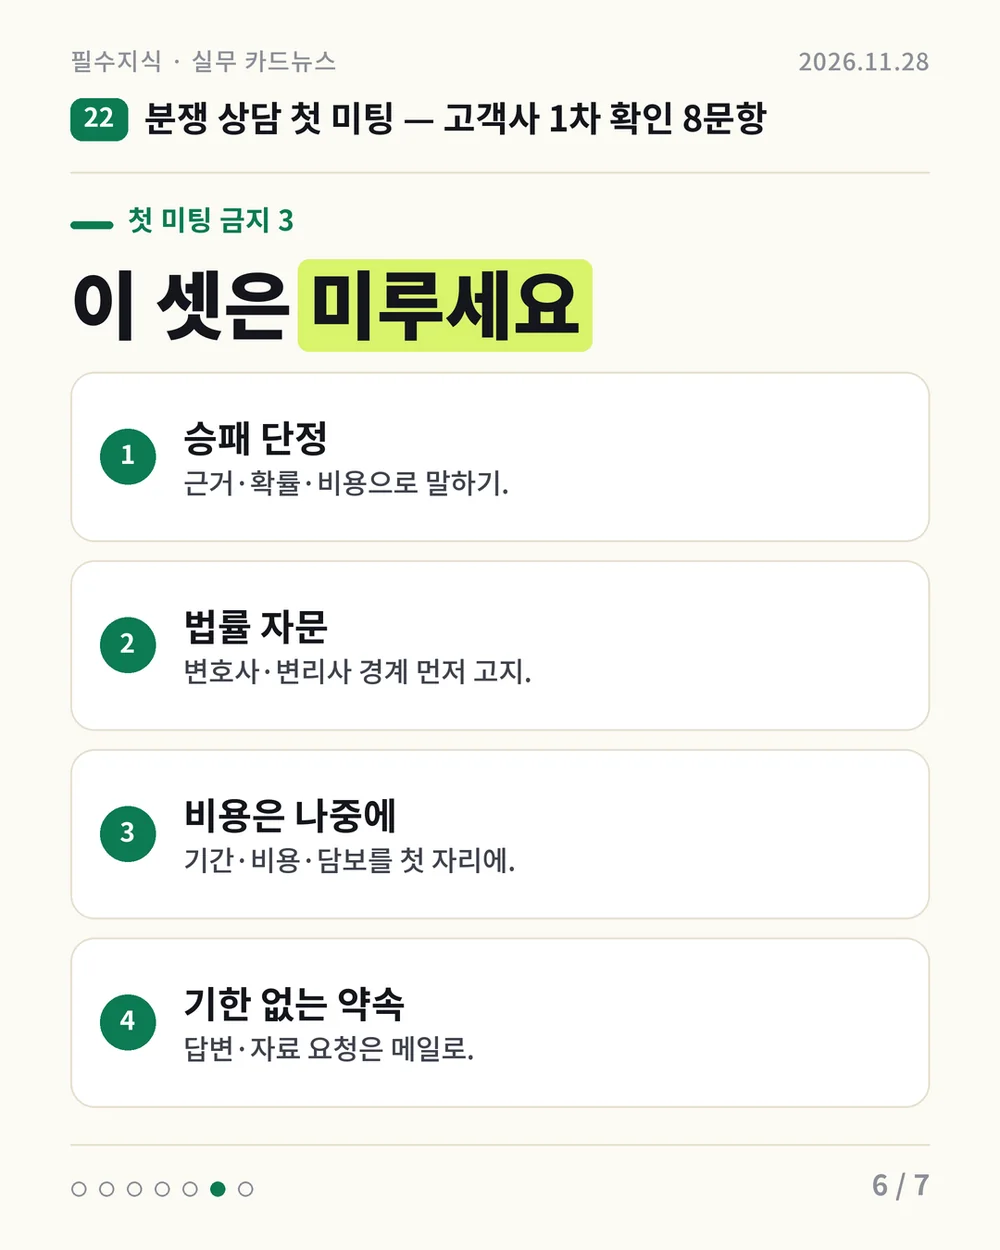 필수지식 · 실무 카드뉴스
2026.11.28
22 분쟁 상담 첫 미팅 — 고객사 1차 확인 8문항
첫 미팅 금지 3
이 셋은 미루세요
1
승패 단정
근거·확률·비용으로 말하기.
2
법률 자문
변호사·변리사 경계 먼저 고지.
3
비용은 나중에
기간·비용·담보를 첫 자리에.
4
기한 없는 약속
답변·자료 요청은 메일로.
6 / 7